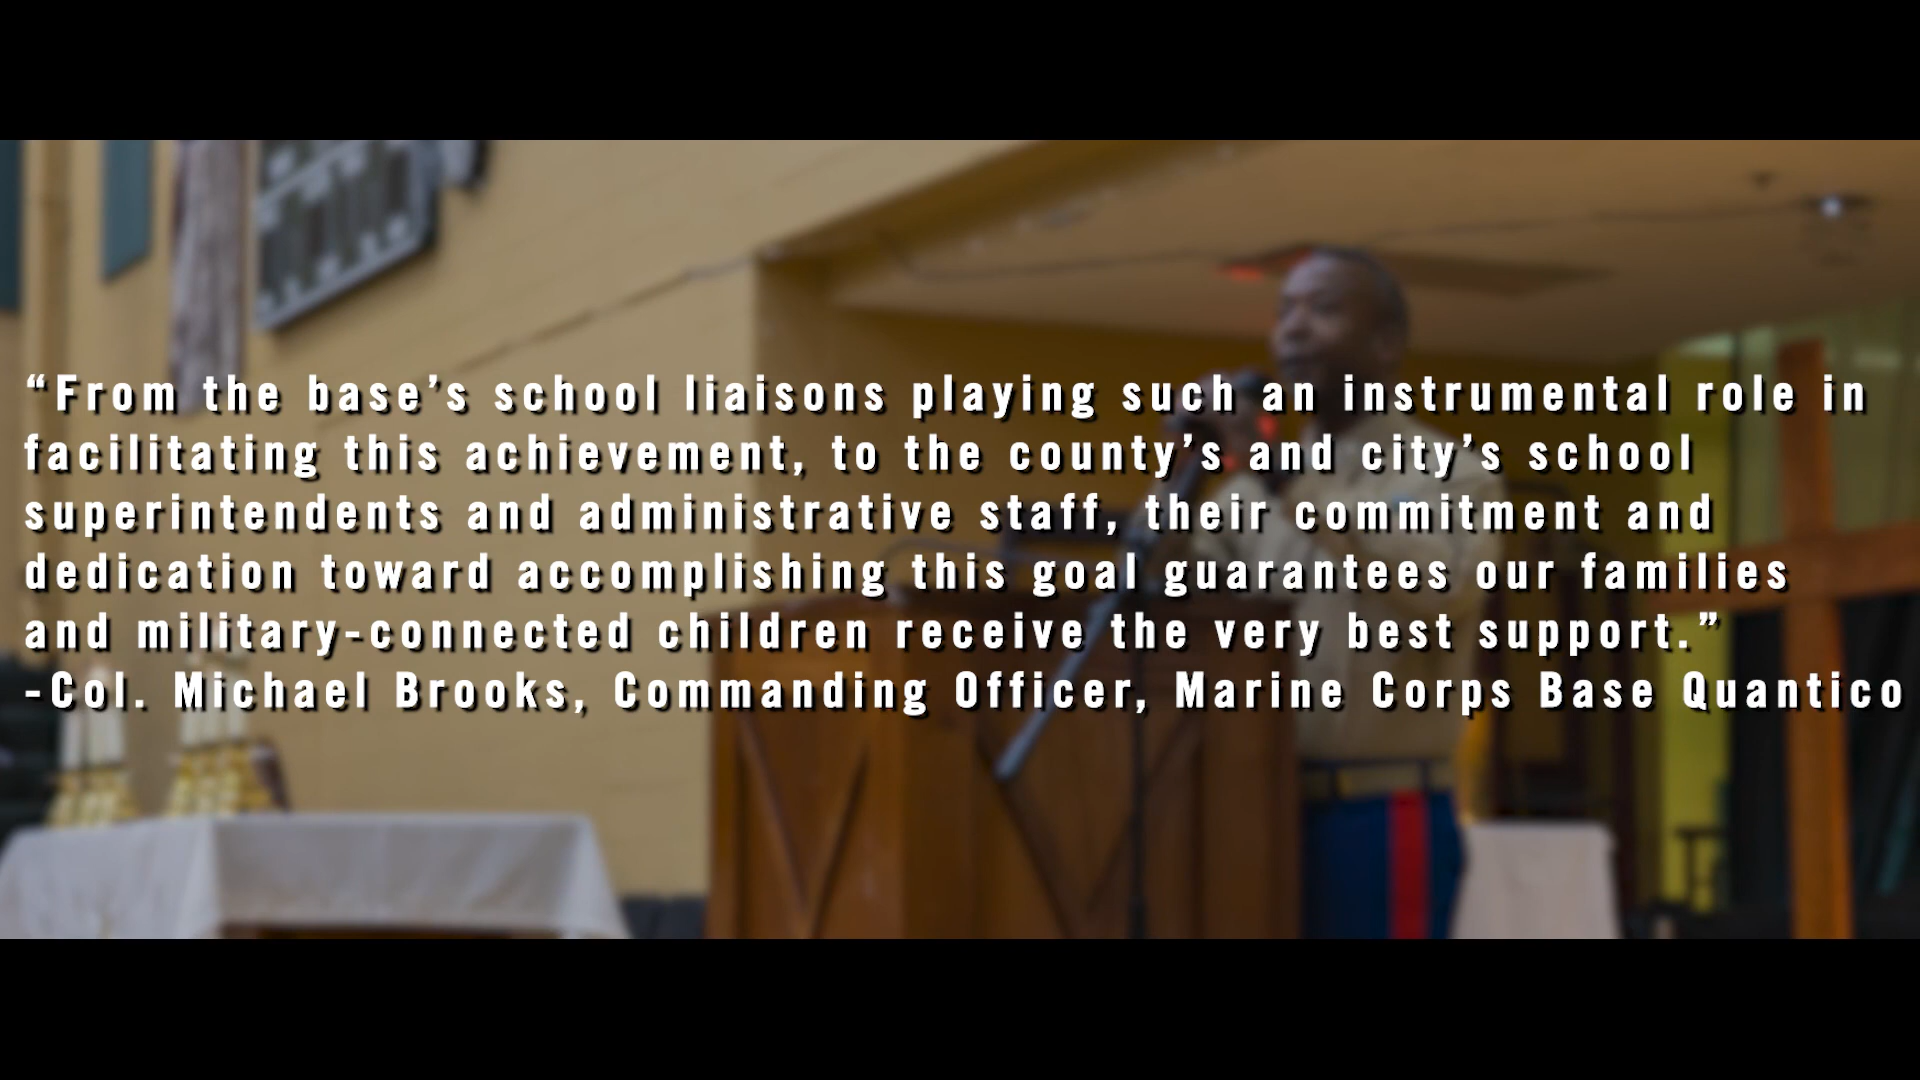 “From the base’s school liaisons playing such an instrumental role in
facilitating this achievement, to the county’s and city’s school
superintendents and administrative staff, their commitment and
dedication toward accomplishing this goal guarantees our families
and military-connected children receive the very best support.”
-Col. Michael Brooks, Commanding Officer, Marine Corps Base Quantico